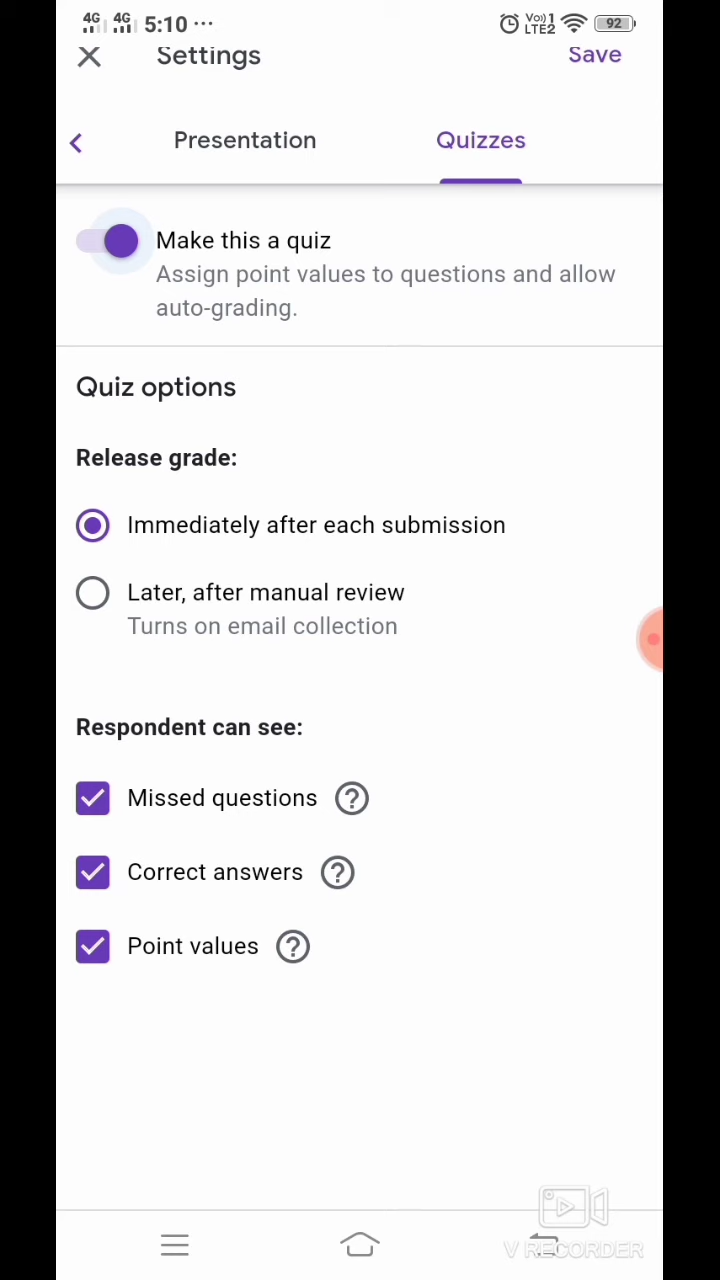 4G 4G 5:10 ... Vo)) 1 LTE2 92
Settings Save
Presentation Quizzes
Make this a quiz
Assign point values to questions and allow
auto-grading.
Quiz options
Release grade:
Immediately after each submission
Later, after manual review
Turns on email collection
Respondent can see:
Missed questions ?
Correct answers ?
Point values ?
V RECORDER